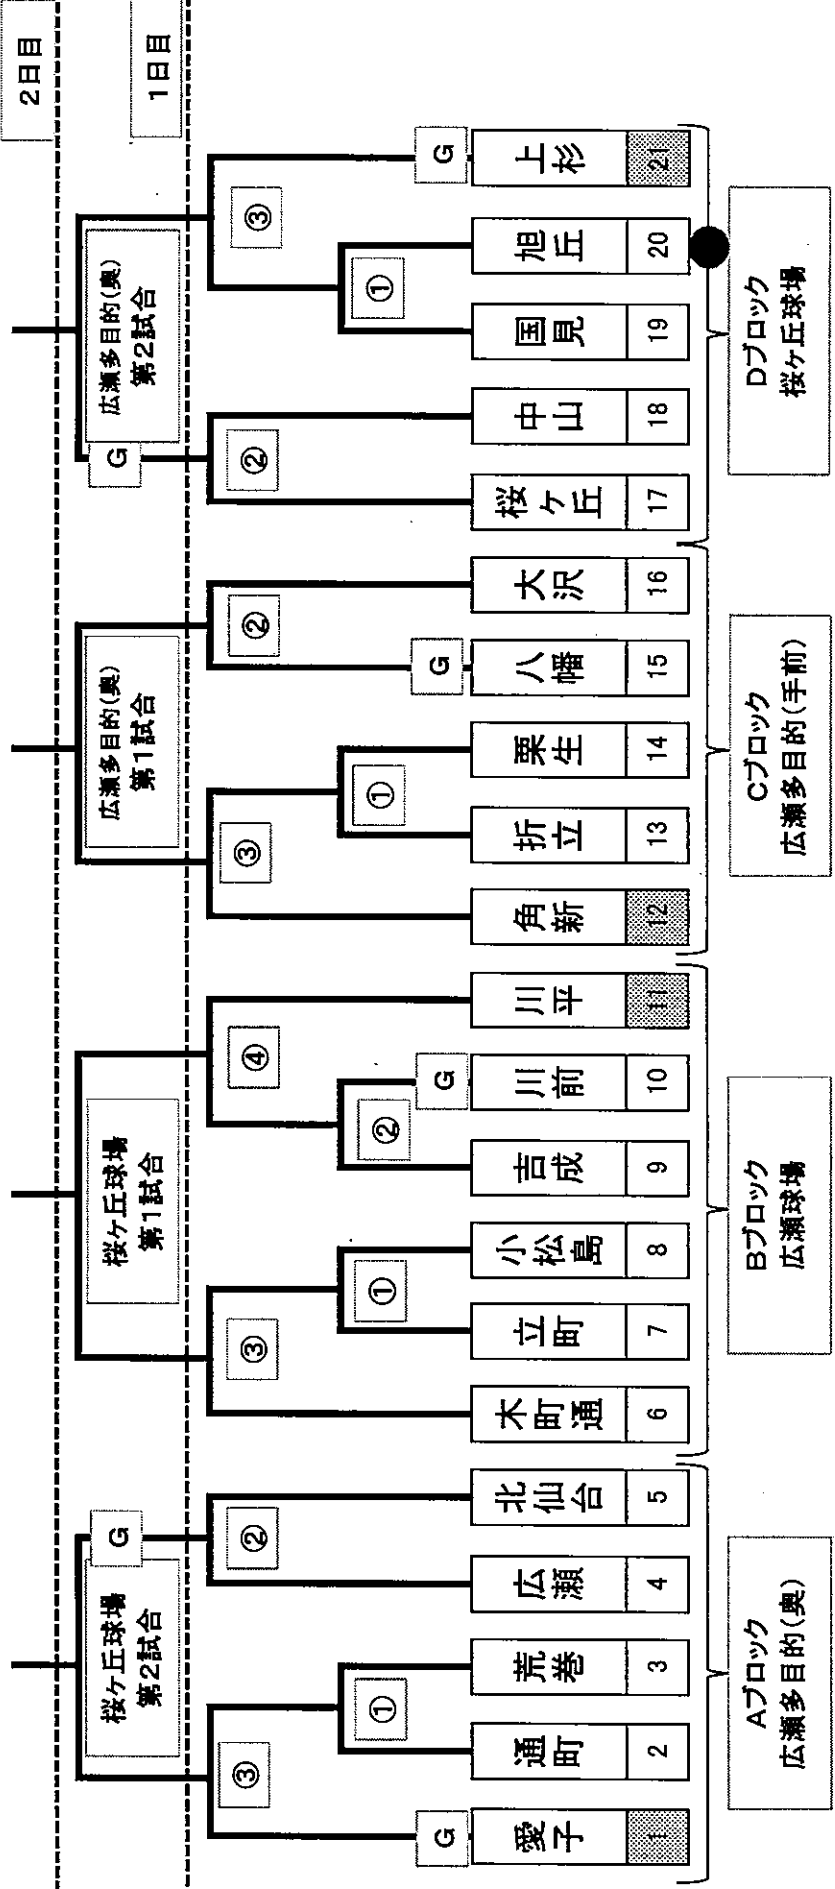 2日目
1日目
広瀬多目的(奥)
第2試合
G
広瀬多目的(奥)
第1試合
桜ヶ丘球場
第1試合
G
桜ヶ丘球場
第2試合
③
②
②
③
④
③
②
③
①
①
②
①
①
G
G
G
G
上杉
21
旭丘
20
国見
19
中山
18
桜ヶ丘
17
大沢
16
八幡
15
栗生
14
折立
13
角新
12
川平
11
川前
10
吉成
9
小松島
8
立町
7
木町通
6
北仙台
5
広瀬
4
荒巻
3
通町
2
愛子
1
Dブロック
桜ヶ丘球場
Cブロック
広瀬多目的(手前)
Bブロック
広瀬球場
Aブロック
広瀬多目的(奥)